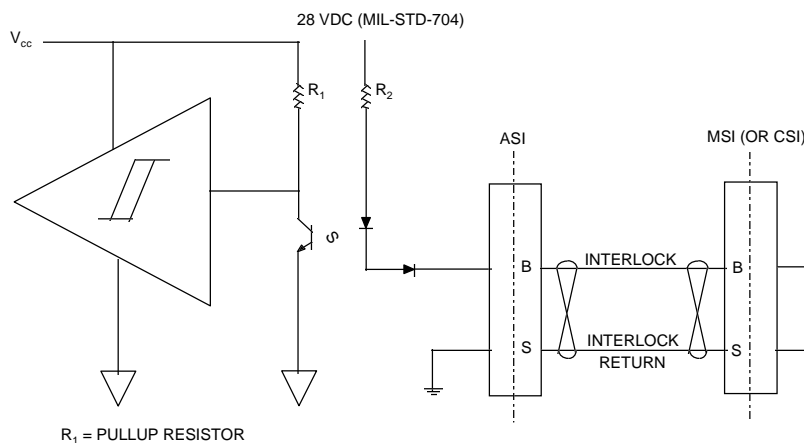 28 VDC (MIL-STD-704)
Vcc
R1
R2
ASI
MSI (OR CSI)
S
B
INTERLOCK
B
S
INTERLOCK
RETURN
S
R1 = PULLUP RESISTOR